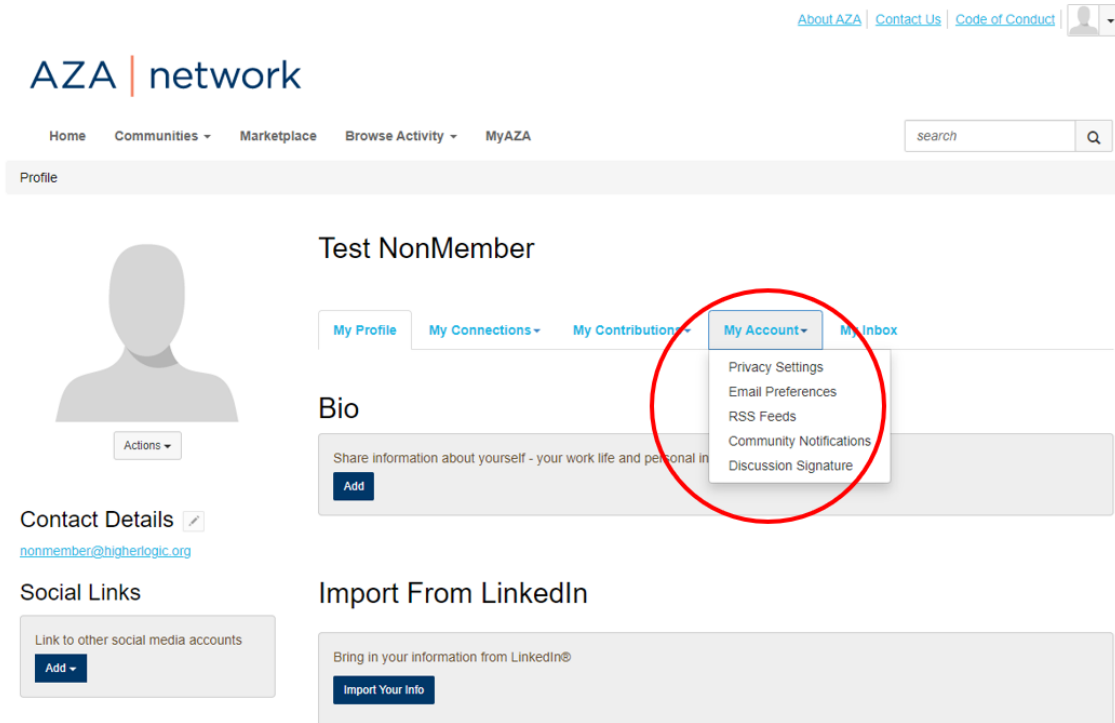 About AZA Contact Us Code of Conduct
AZA | network
Home Communities Marketplace Browse Activity MyAZA search
Profile
Test NonMember
My Profile My Connections My Contributions My Account My Inbox
Privacy Settings
Email Preferences
RSS Feeds
Community Notifications
Discussion Signature
Bio
Share information about yourself - your work life and personal in
Add
Actions
Contact Details
nonmember@higherlogic.org
Social Links
Link to other social media accounts
Add
Import From LinkedIn
Bring in your information from LinkedIn®
Import Your Info